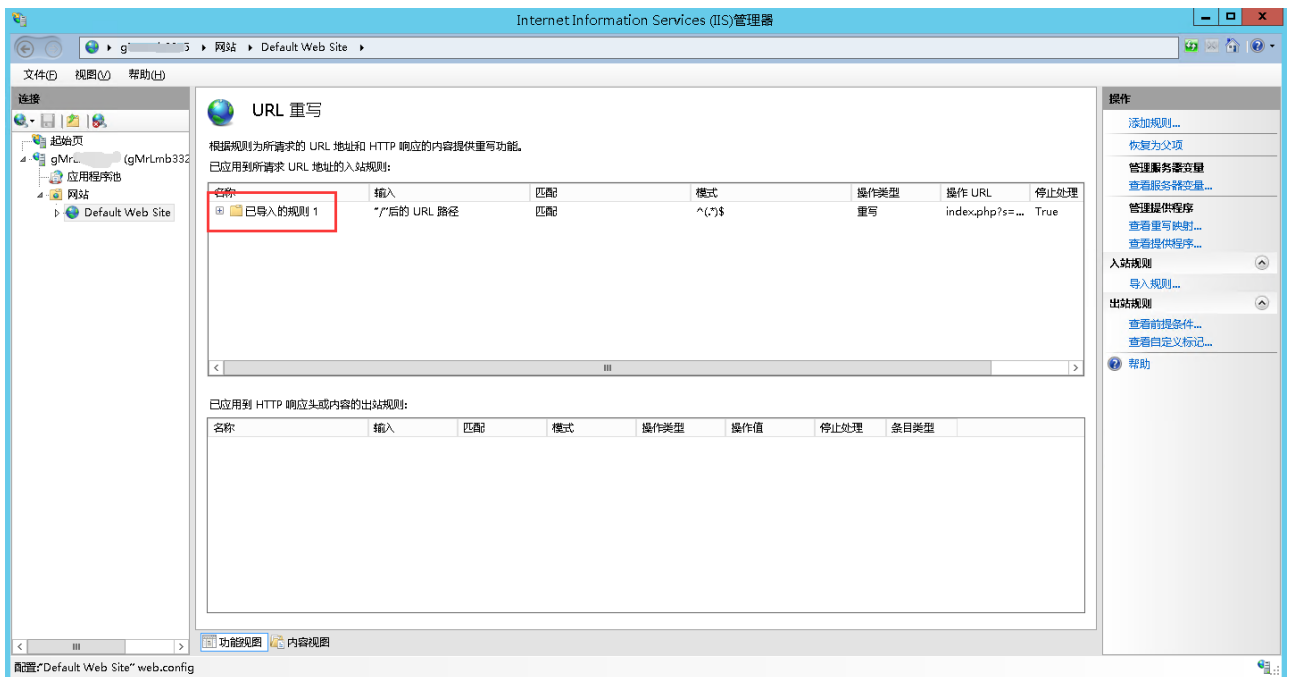 Internet Information Services (IIS)管理器
网站 Default Web Site
文件(F) 视图(V) 帮助(H)
连接
起始页
(gMrLmb332
应用程序池
网站
Default Web Site
URL 重写
根据规则为所请求的 URL 地址和 HTTP 响应的内容提供重写功能。
已应用到所请求 URL 地址的入站规则:
名称 输入 匹配 模式 操作类型 操作 URL 停止处理
已导入的规则 1 "/"后的 URL 路径 匹配 ^(.*)$ 重写 index.php?s=... True
已应用到 HTTP 响应头或内容的出站规则:
名称 输入 匹配 模式 操作类型 操作值 停止处理 条目类型
功能视图 内容视图
操作
添加规则...
恢复为父项
管理服务器变量
查看服务器变量...
管理提供程序
查看重写映射...
查看提供程序...
入站规则
导入规则...
出站规则
查看前提条件...
查看自定义标记...
帮助
配置:"Default Web Site" web.config